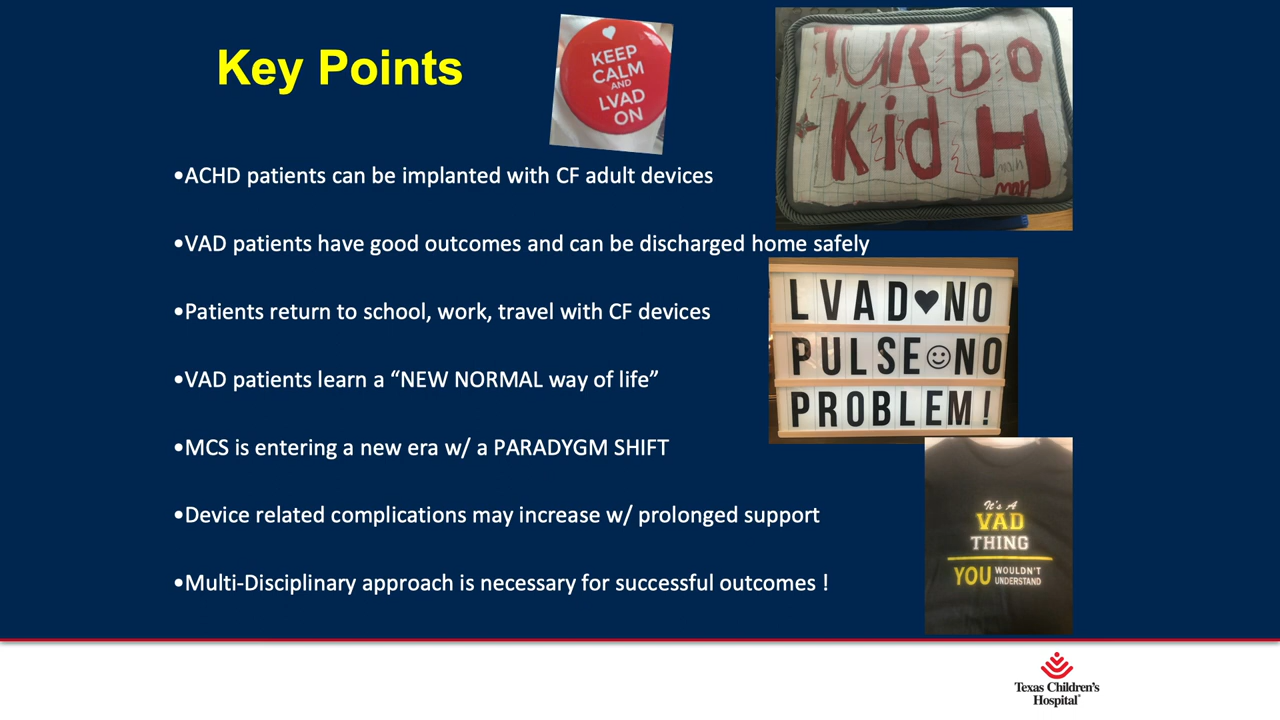 Key Points
KEEP
CALM
AND
LVAD
ON
TURbo
Kid H
man
•ACHD patients can be implanted with CF adult devices
•VAD patients have good outcomes and can be discharged home safely
•Patients return to school, work, travel with CF devices
•VAD patients learn a “NEW NORMAL way of life”
•MCS is entering a new era w/ a PARADYGM SHIFT
•Device related complications may increase w/ prolonged support
•Multi-Disciplinary approach is necessary for successful outcomes !
LVAD♥NO
PULSE☺NO
PROBLEM!
It's A
VAD
THING
YOU WOULDN'T
UNDERSTAND
Texas Children's
Hospital®